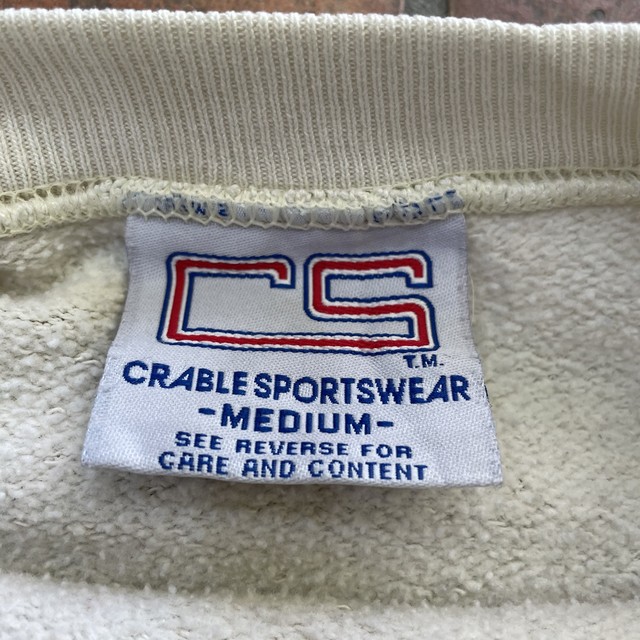 CS
T.M.
CRABLE SPORTSWEAR
-MEDIUM-
SEE REVERSE FOR
CARE AND CONTENT